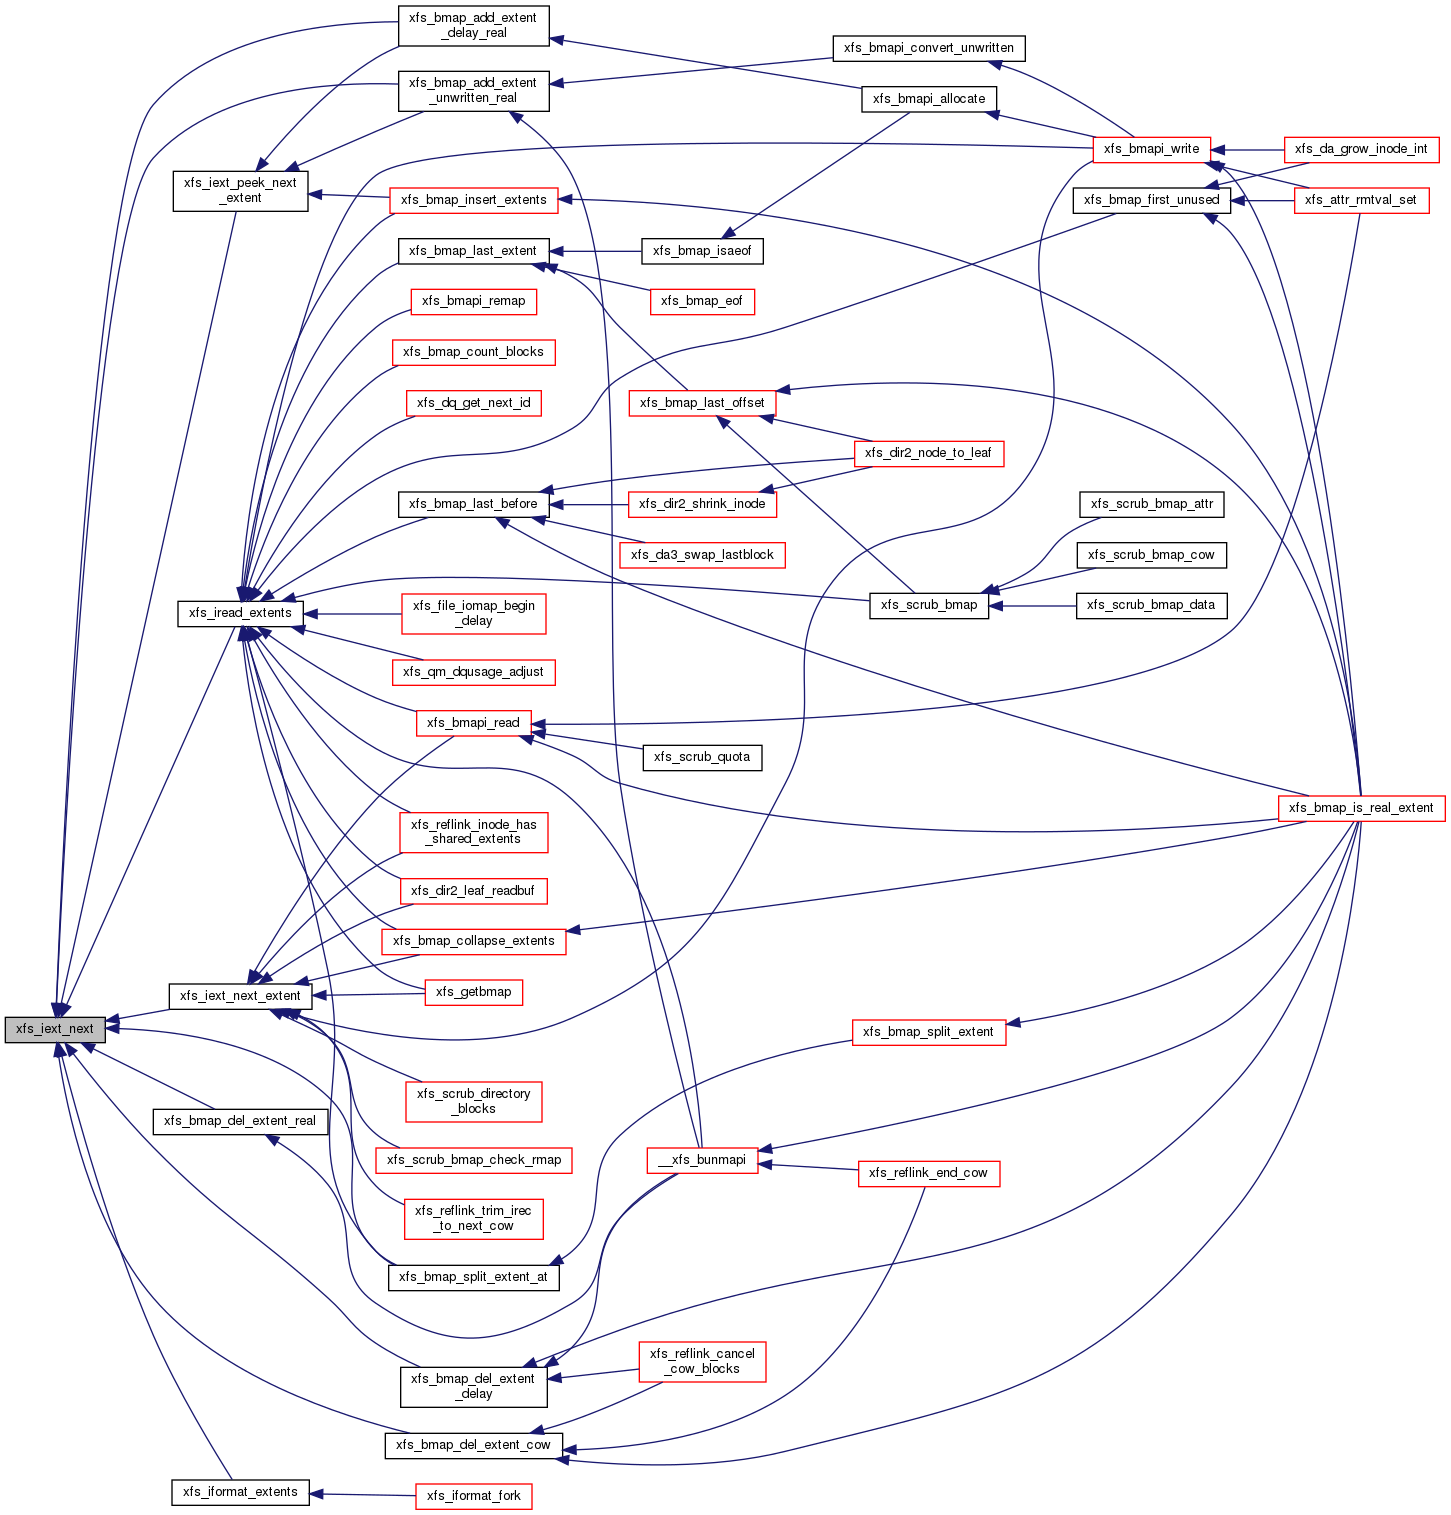 xfs_bmap_add_extent
_delay_real
xfs_bmapi_convert_unwritten
xfs_bmap_add_extent
_unwritten_real
xfs_bmapi_allocate
xfs_bmapi_write
xfs_da_grow_inode_int
xfs_iext_peek_next
_extent
xfs_bmap_insert_extents
xfs_bmap_first_unused
xfs_attr_rmtval_set
xfs_bmap_last_extent
xfs_bmap_isaeof
xfs_bmapi_remap
xfs_bmap_eof
xfs_bmap_count_blocks
xfs_dq_get_next_id
xfs_bmap_last_offset
xfs_dir2_node_to_leaf
xfs_bmap_last_before
xfs_dir2_shrink_inode
xfs_scrub_bmap_attr
xfs_da3_swap_lastblock
xfs_scrub_bmap_cow
xfs_iread_extents
xfs_file_iomap_begin
_delay
xfs_scrub_bmap
xfs_scrub_bmap_data
xfs_qm_dqusage_adjust
xfs_bmapi_read
xfs_scrub_quota
xfs_bmap_is_real_extent
xfs_reflink_inode_has
_shared_extents
xfs_dir2_leaf_readbuf
xfs_bmap_collapse_extents
xfs_iext_next_extent
xfs_getbmap
xfs_iext_next
xfs_bmap_split_extent
xfs_scrub_directory
_blocks
xfs_bmap_del_extent_real
xfs_scrub_bmap_check_rmap
__xfs_bunmapi
xfs_reflink_end_cow
xfs_reflink_trim_irec
_to_next_cow
xfs_bmap_split_extent_at
xfs_reflink_cancel
_cow_blocks
xfs_bmap_del_extent
_delay
xfs_bmap_del_extent_cow
xfs_iformat_extents
xfs_iformat_fork